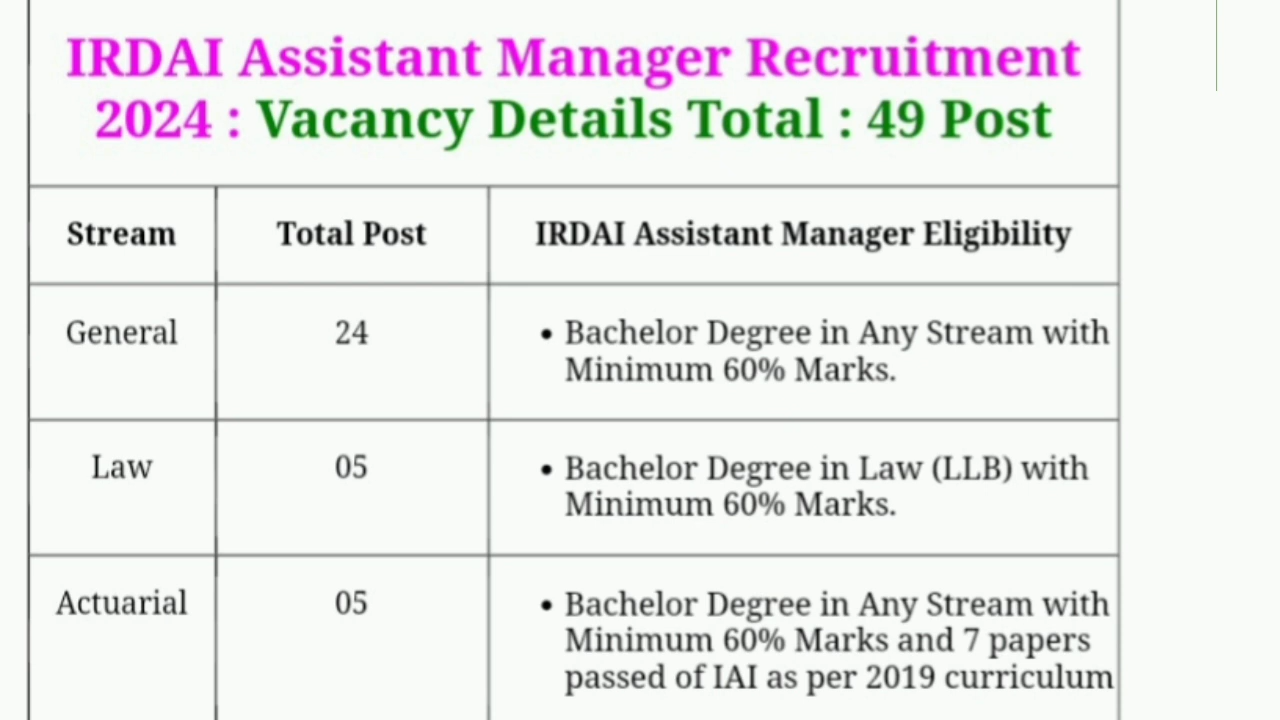 IRDAI Assistant Manager Recruitment
2024 : Vacancy Details Total : 49 Post
Stream Total Post IRDAI Assistant Manager Eligibility
General 24 • Bachelor Degree in Any Stream with
Minimum 60% Marks.
Law 05 • Bachelor Degree in Law (LLB) with
Minimum 60% Marks.
Actuarial 05 • Bachelor Degree in Any Stream with
Minimum 60% Marks and 7 papers
passed of IAI as per 2019 curriculum